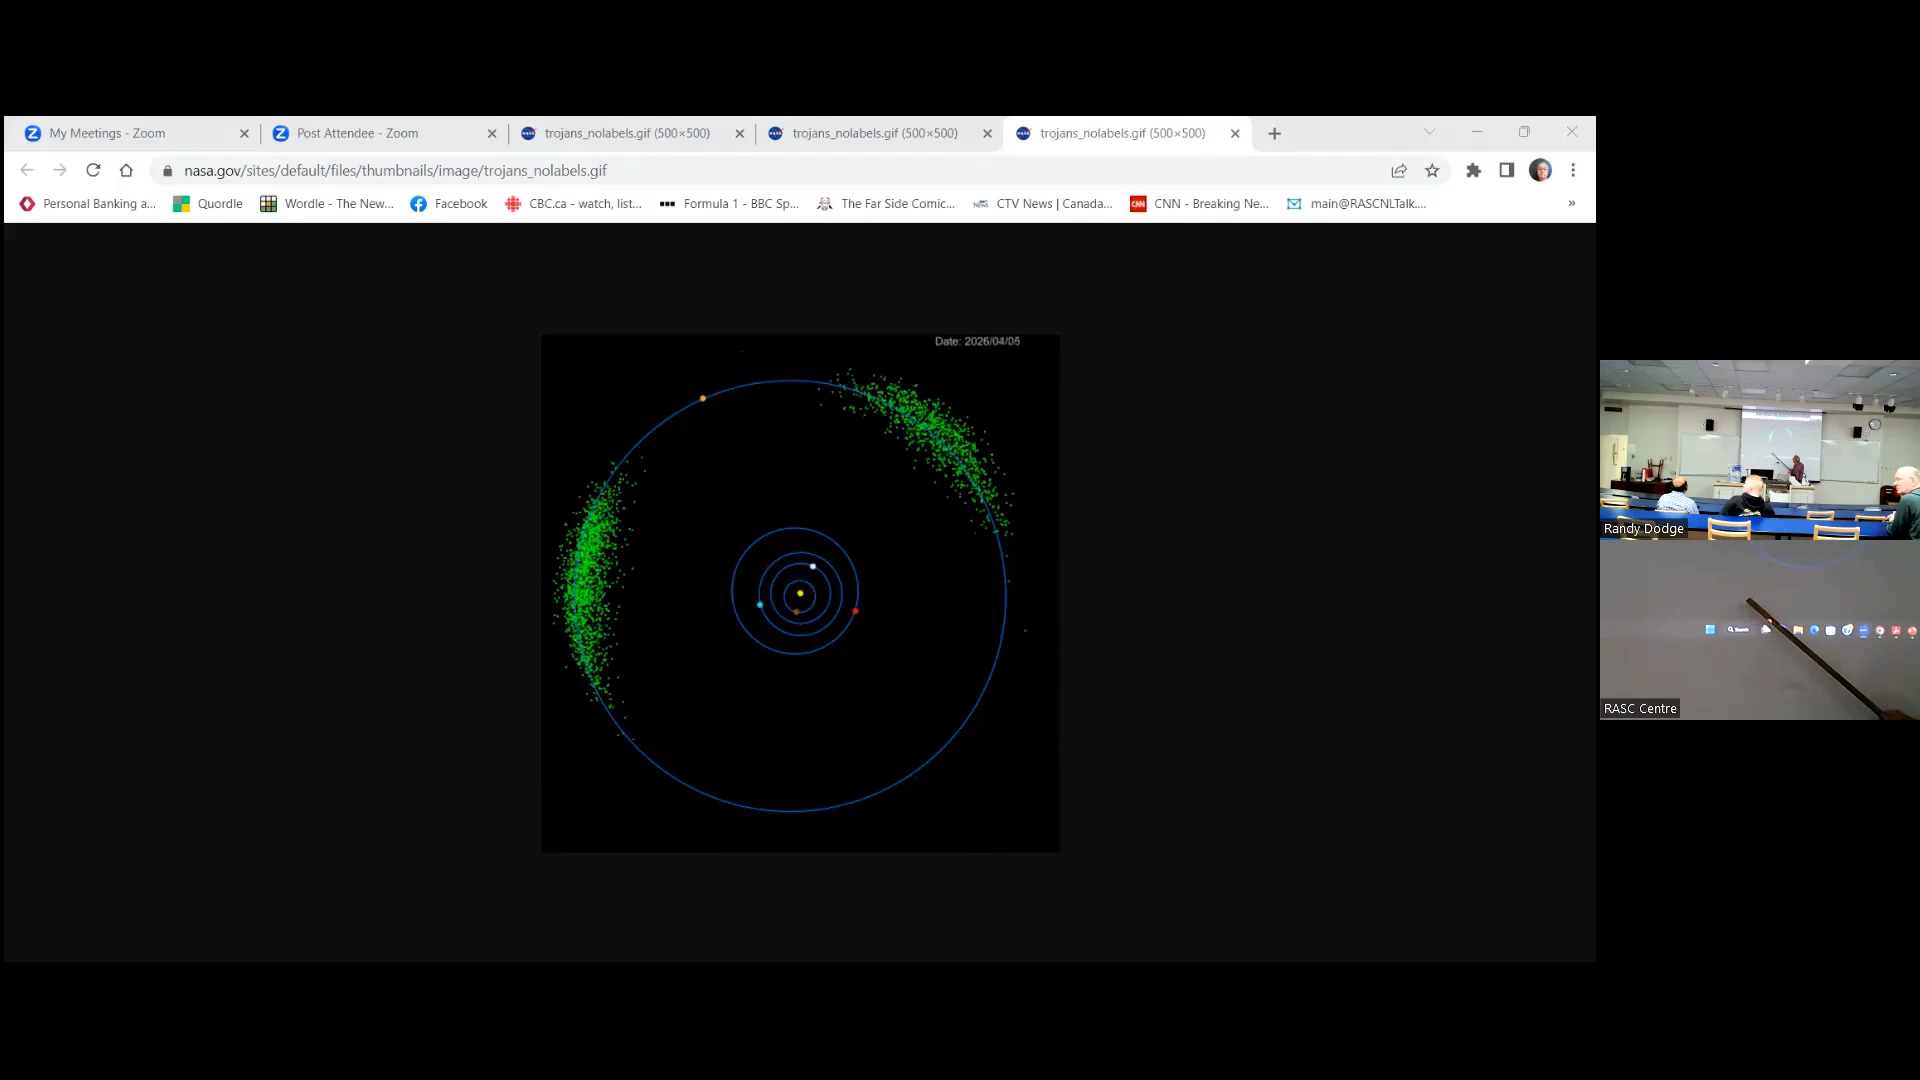 My Meetings - Zoom
Post Attendee - Zoom
trojans_nolabels.gif (500×500)
trojans_nolabels.gif (500×500)
trojans_nolabels.gif (500×500)
nasa.gov/sites/default/files/thumbnails/image/trojans_nolabels.gif
Personal Banking a...
Quordle
Wordle - The New...
Facebook
CBC.ca - watch, list...
Formula 1 - BBC Sp...
The Far Side Comic...
CTV News | Canada...
CNN - Breaking Ne...
main@RASCNLTalk....
Date: 2026/04/05
Randy Dodge
Search
RASC Centre